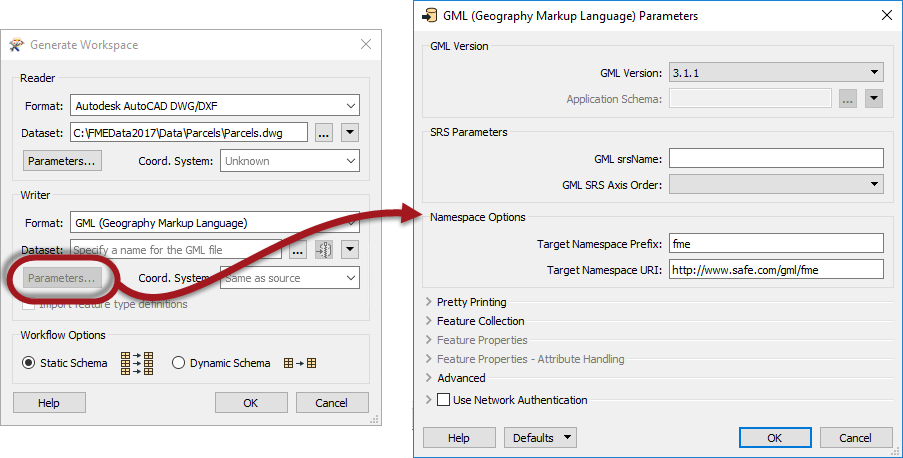 Generate Workspace
Reader
Format: Autodesk AutoCAD DWG/DXF
Dataset: C:\FMEData2017\Data\Parcels\Parcels.dwg ...
Parameters... Coord. System: Unknown
Writer
Format: GML (Geography Markup Language)
Dataset: Specify a name for the GML file ...
Parameters... Coord. System: Same as source
Import feature type definitions
Workflow Options
Static Schema Dynamic Schema
Help OK Cancel
GML (Geography Markup Language) Parameters
GML Version
GML Version: 3.1.1
Application Schema: ...
SRS Parameters
GML srsName:
GML SRS Axis Order:
Namespace Options
Target Namespace Prefix: fme
Target Namespace URI: http://www.safe.com/gml/fme
Pretty Printing
Feature Collection
Feature Properties
Feature Properties - Attribute Handling
Advanced
Use Network Authentication
Help Defaults OK Cancel